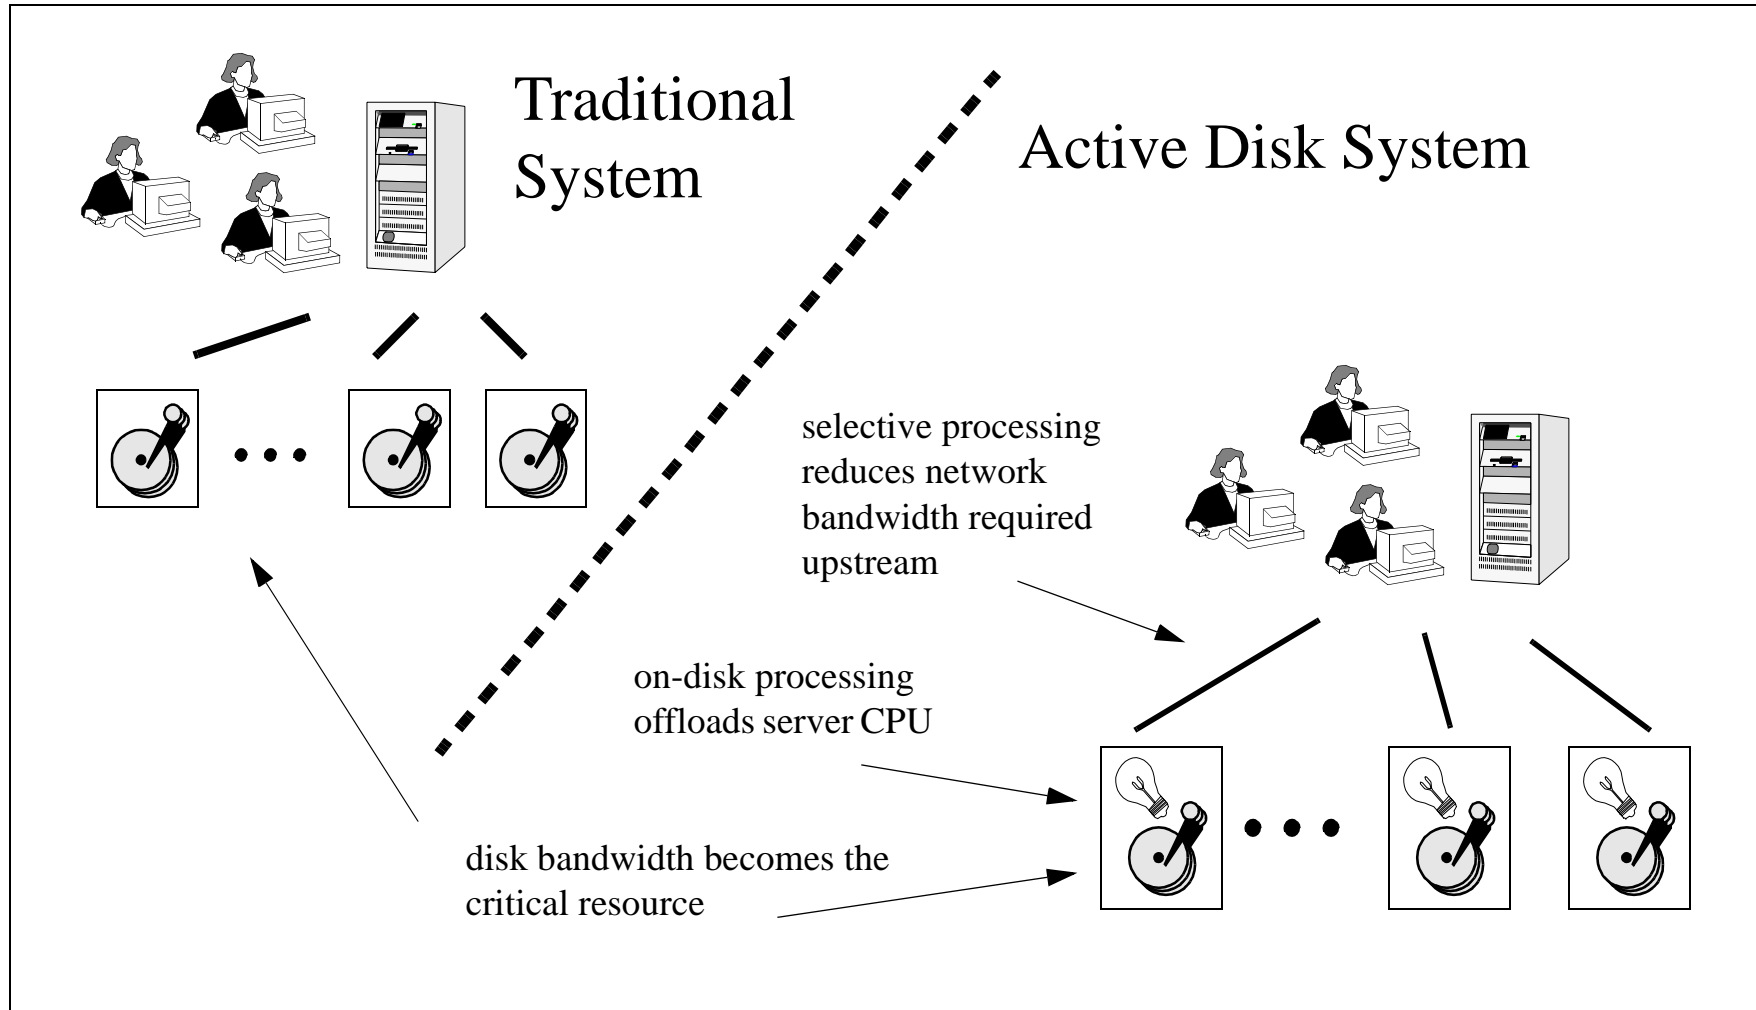 Traditional
System
Active Disk System
selective processing
reduces network
bandwidth required
upstream
on-disk processing
offloads server CPU
disk bandwidth becomes the
critical resource